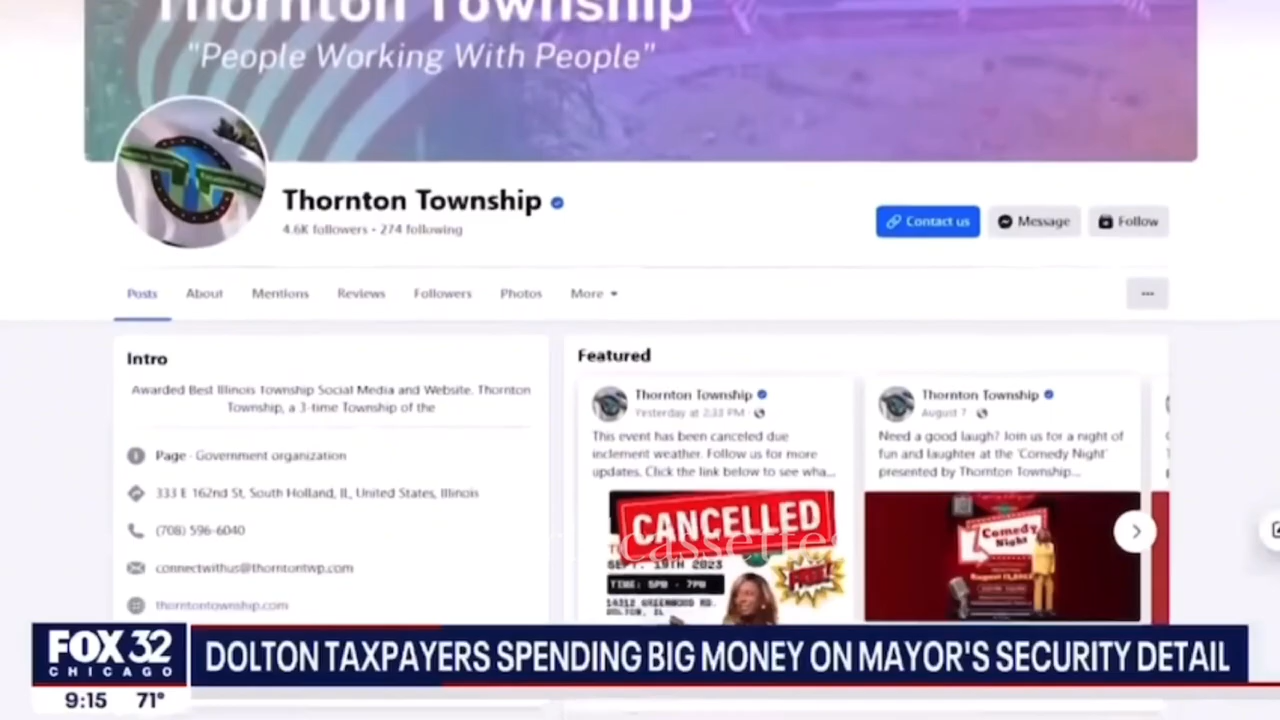 Thornton Township
"People Working With People"
Thornton Township
4.6K followers • 274 following
Contact us
Message
Follow
Posts
About
Mentions
Reviews
Followers
Photos
More
Intro
Awarded Best Illinois Township Social Media and Website. Thornton
Township, a 3-time Township of the
Page · Government organization
333 E 162nd St, South Holland, IL, United States, Illinois
(708) 596-6040
connectwithus@thorntontwp.com
thorntontownship.com
Featured
Thornton Township
Yesterday at 2:33 PM ·
This event has been canceled due
inclement weather. Follow us for more
updates. Click the link below to see wha...
CANCELLED
cassettes
SEPT. 19TH 2023
TIME: 5PM - 7PM
FREE!
14212 GREENWOOD RD.
DOLTON, IL
Thornton Township
August 7 ·
Need a good laugh? Join us for a night of
fun and laughter at the 'Comedy Night'
presented by Thornton Township...
Comedy
Night
FOX 32
CHICAGO
DOLTON TAXPAYERS SPENDING BIG MONEY ON MAYOR'S SECURITY DETAIL
9:15 71°